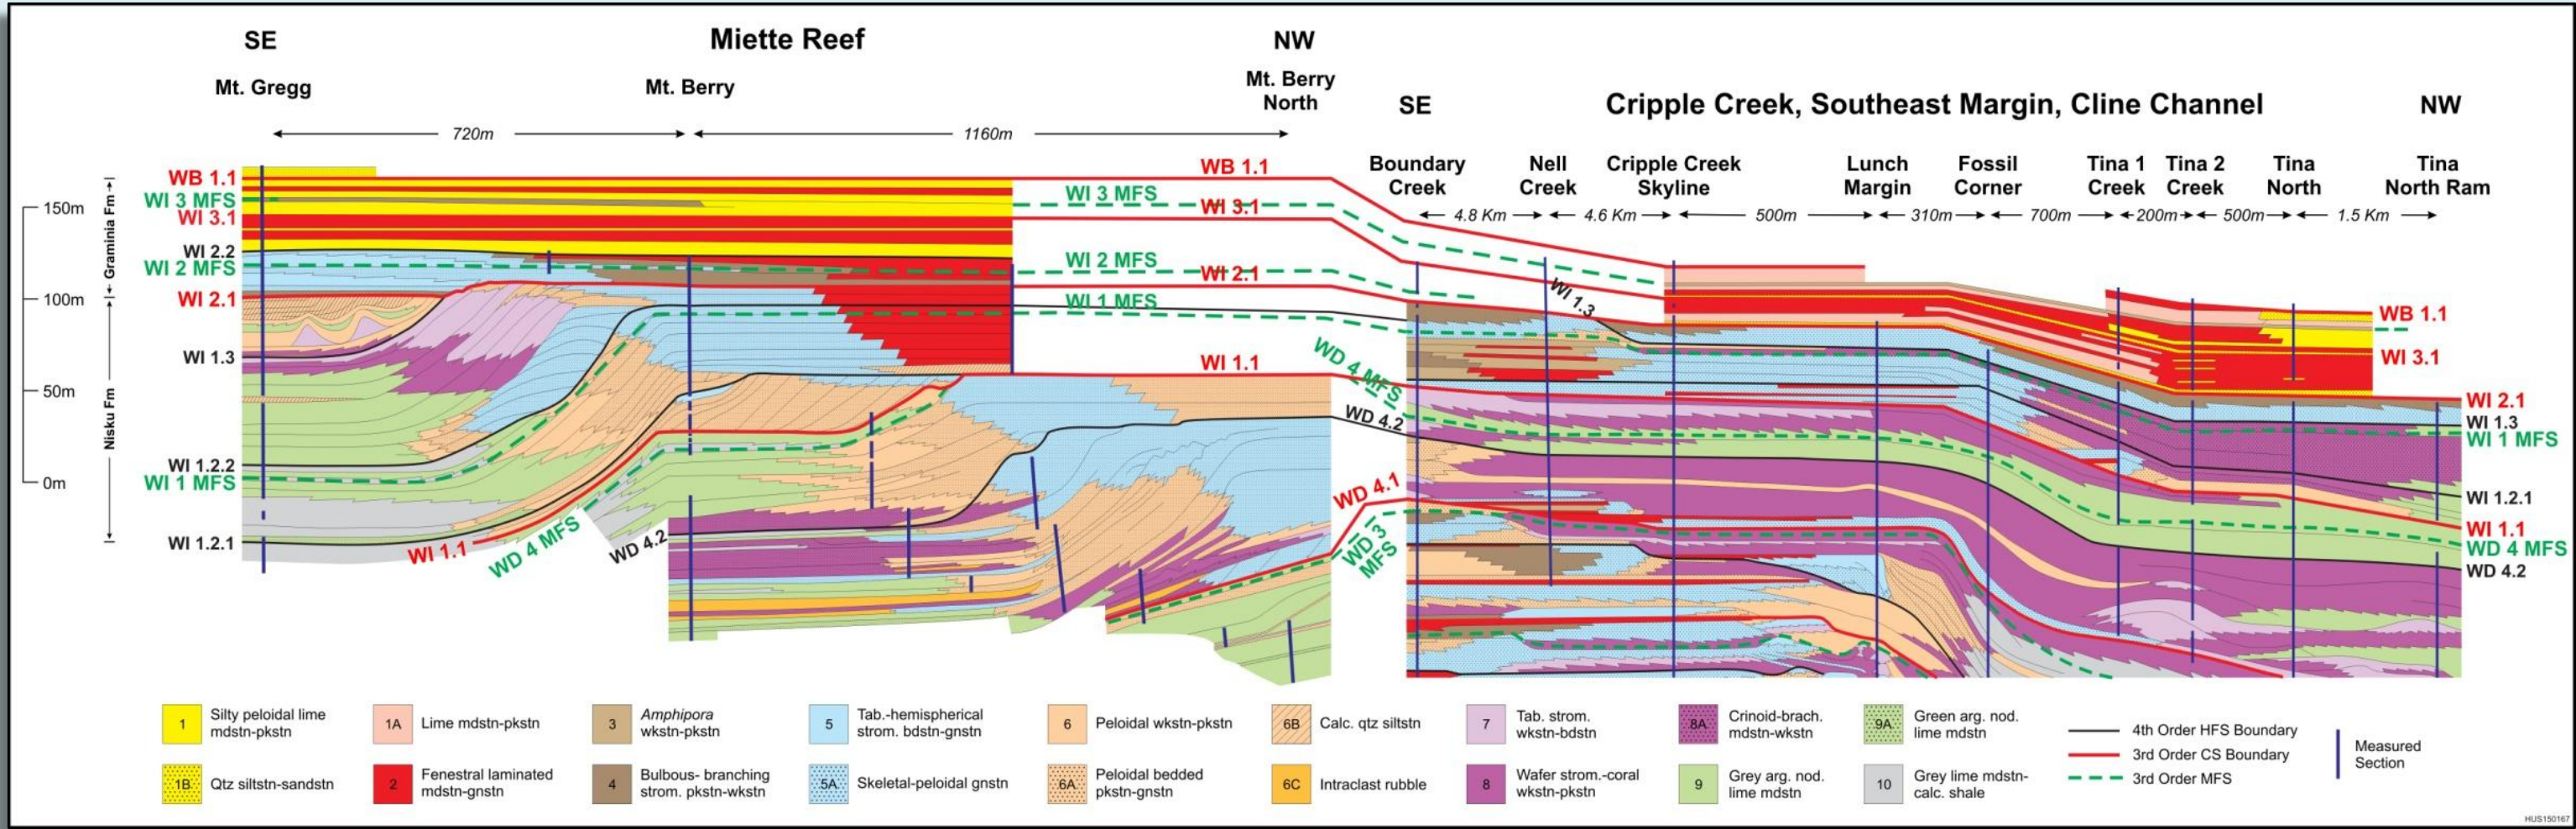 SE
Miette Reef
NW
Mt. Gregg
Mt. Berry
Mt. Berry
North
720m
1160m
SE
Cripple Creek, Southeast Margin, Cline Channel
NW
Boundary
Creek
Nell
Creek
Cripple Creek
Skyline
Lunch
Margin
Fossil
Corner
Tina 1
Creek
Tina 2
Creek
Tina
North
Tina
North Ram
4.8 Km
4.6 Km
500m
310m
700m
200m
500m
1.5 Km
150m
100m
50m
0m
Graminia Fm
Nisku Fm
WB 1.1
WI 3 MFS
WI 3.1
WI 2.2
WI 2 MFS
WI 2.1
WI 1.3
WI 1.2.2
WI 1 MFS
WI 1.2.1
WI 1.1
WD 4 MFS
WD 4.2
WB 1.1
WI 3 MFS
WI 3.1
WI 2 MFS
WI 2.1
WI 1 MFS
WI 1.1
WD 4 MFS
WD 4.2
WD 4.1
WD 3
MFS
WI 1.3
WB 1.1
WI 3.1
WI 2.1
WI 1.3
WI 1 MFS
WI 1.2.1
WI 1.1
WD 4 MFS
WD 4.2
1
Silty peloidal lime
mdstn-pkstn
1A
Lime mdstn-pkstn
3
Amphipora
wkstn-pkstn
5
Tab.-hemispherical
strom. bdstn-gnstn
6
Peloidal wkstn-pkstn
6B
Calc. qtz siltstn
7
Tab. strom.
wkstn-bdstn
8A
Crinoid-brach.
mdstn-wkstn
9A
Green arg. nod.
lime mdstn
1B
Qtz siltstn-sandstn
2
Fenestral laminated
mdstn-gnstn
4
Bulbous- branching
strom. pkstn-wkstn
5A
Skeletal-peloidal gnstn
6A
Peloidal bedded
pkstn-gnstn
6C
Intraclast rubble
8
Wafer strom.-coral
wkstn-pkstn
9
Grey arg. nod.
lime mdstn
10
Grey lime mdstn-
calc. shale
4th Order HFS Boundary
3rd Order CS Boundary
3rd Order MFS
Measured
Section
HUS150167